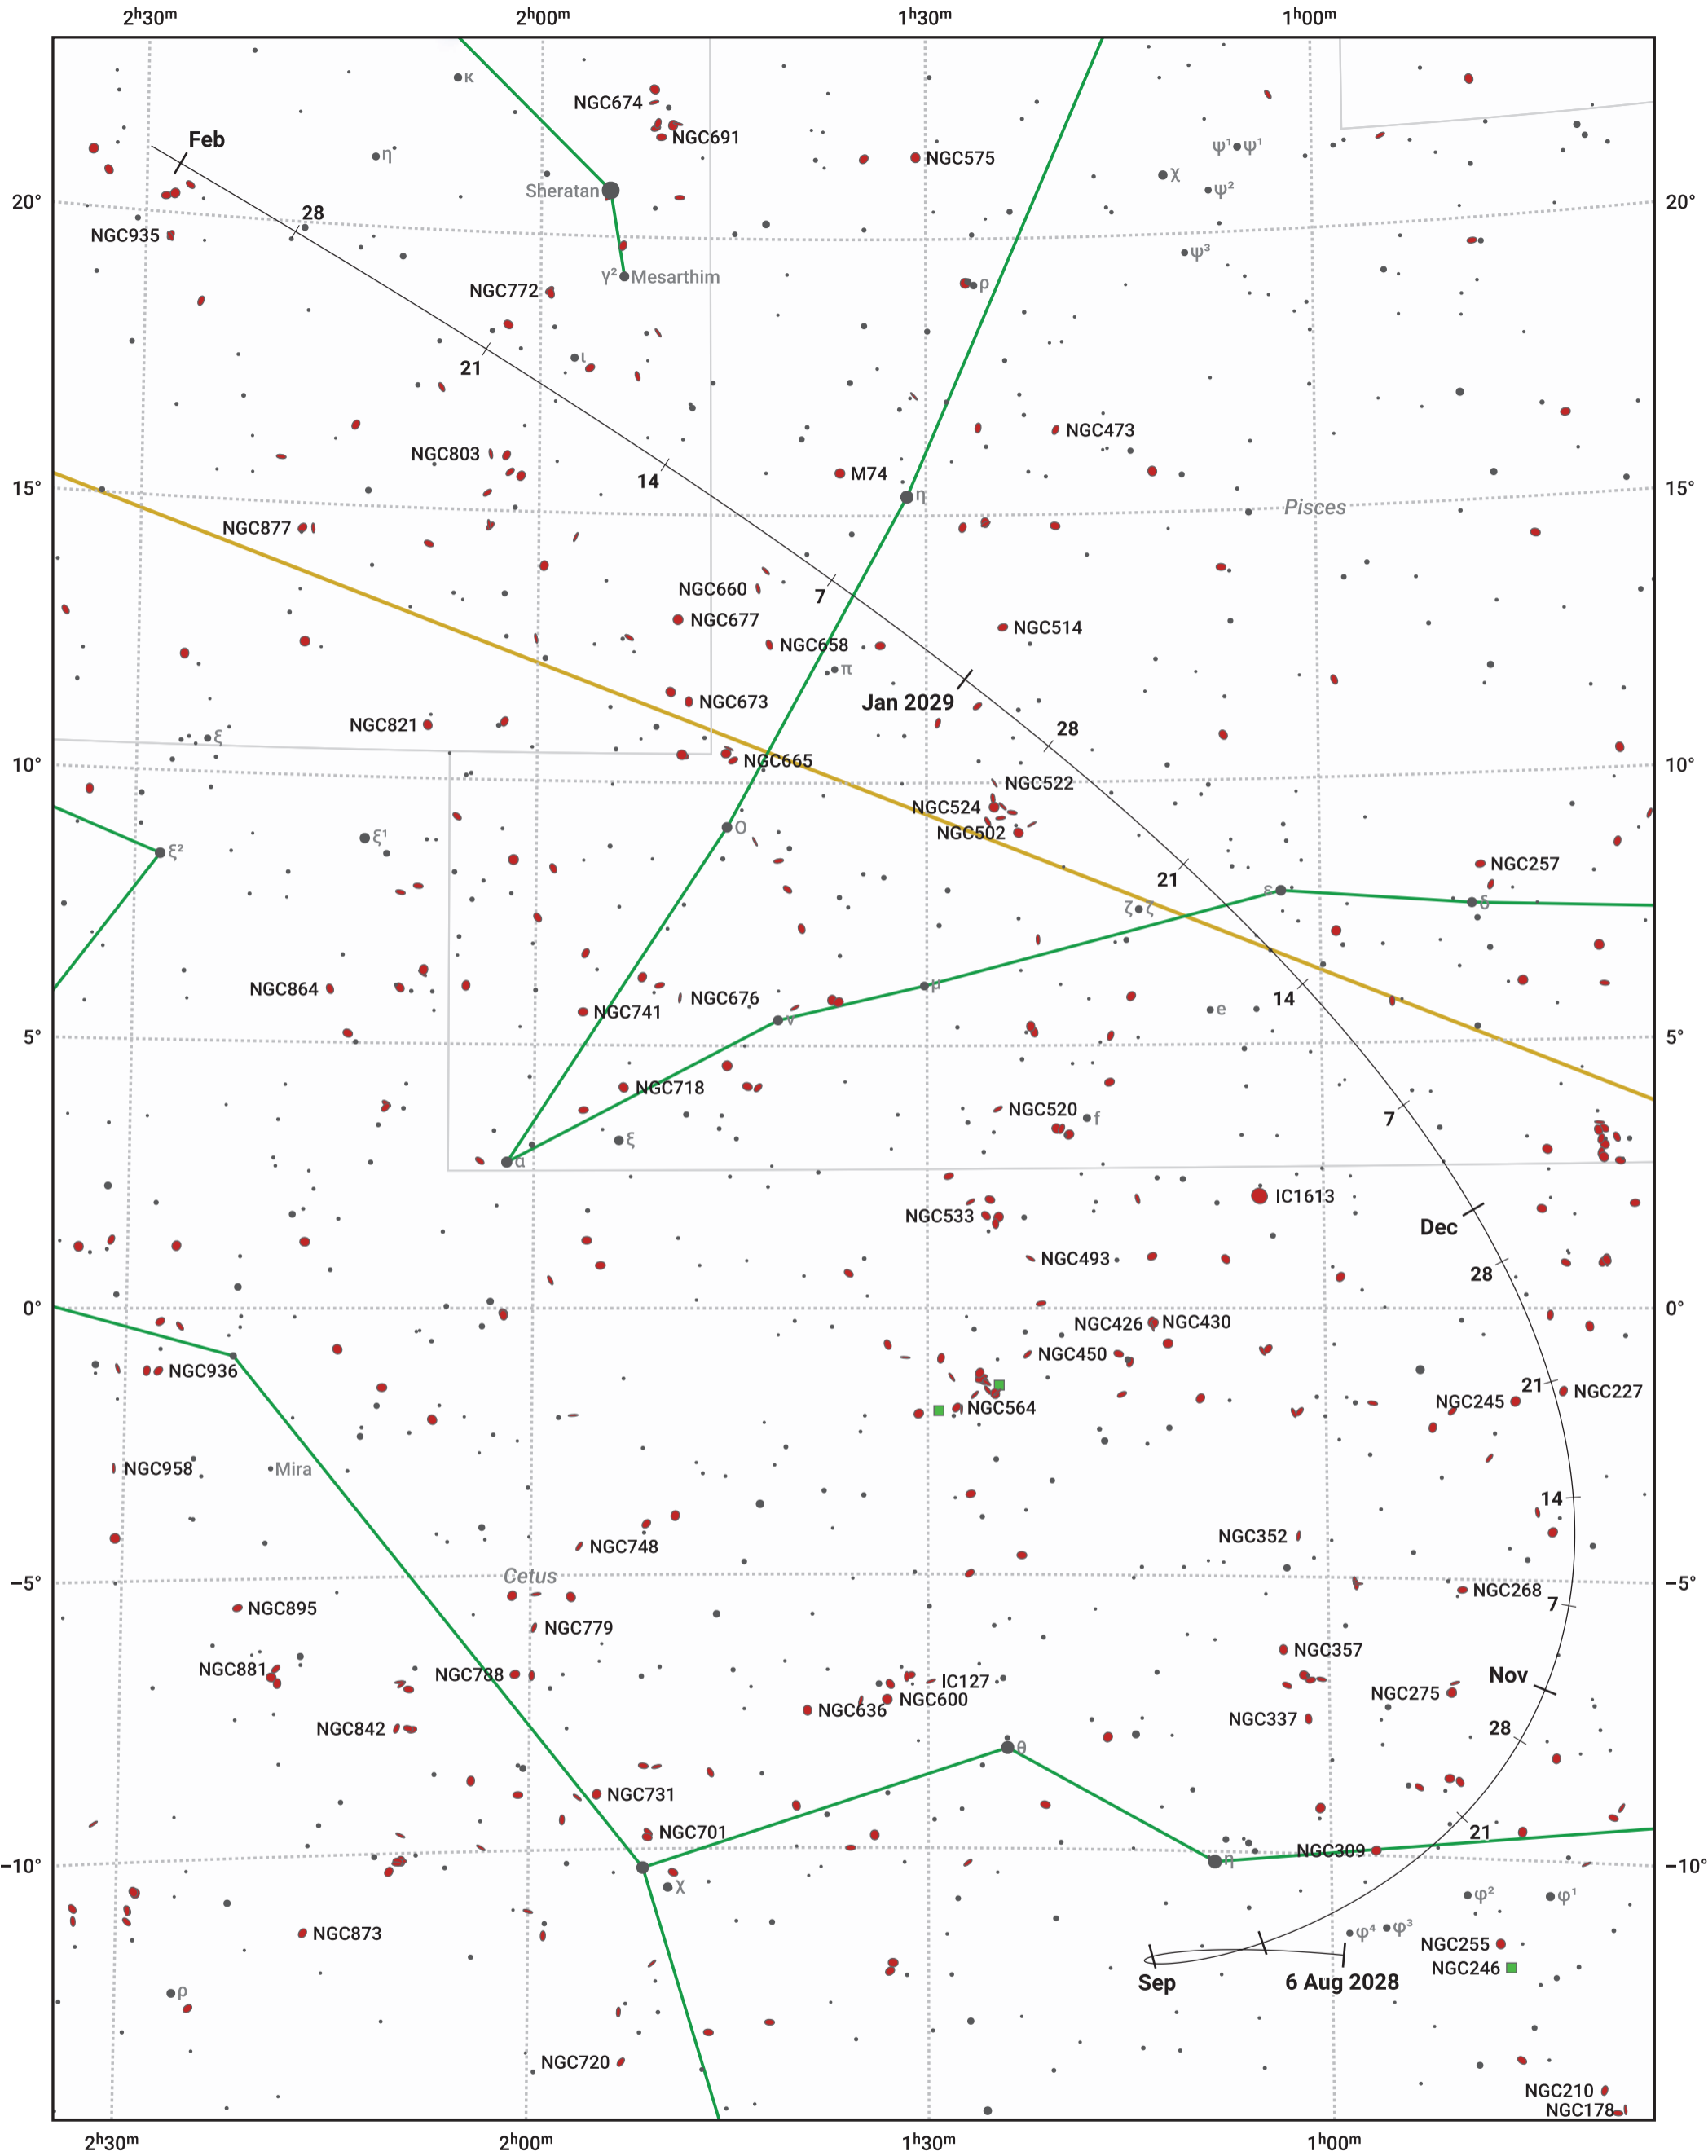 2h30m 2h00m 1h30m 1h00m
κ
NGC674
NGC691
Feb
η
NGC575
ψ¹ ψ¹
χ
ψ²
Sheratan
20° 20°
28
NGC935
ψ³
γ² Mesarthim
ρ
NGC772
ι
21
NGC473
NGC803
M74
14
15° 15°
η
Pisces
NGC877
NGC660
7
NGC677
NGC514
NGC658
π
NGC673
Jan 2029
NGC821
28
ξ
10° 10°
NGC665
NGC522
NGC524
ο
NGC502
ξ¹
ξ²
NGC257
21
ε
δ
ζ ζ
NGC864
μ
NGC676
14
NGC741
ν
e
5° 5°
NGC718
NGC520
f
7
ξ
α
IC1613
NGC533
Dec
NGC493
28
0° 0°
NGC426 NGC430
NGC450
NGC936
21 NGC227
NGC245
NGC564
NGC958 Mira
14
NGC352
NGC748
Cetus
−5° −5°
NGC268
7
NGC895
NGC779
NGC357
NGC881
NGC788
Nov
IC127
NGC275
NGC600
NGC636
NGC337
NGC842
28
θ
NGC731
NGC701
21
NGC309
−10° −10°
η
χ
φ² φ¹
φ⁴ φ³
NGC873
NGC255
NGC246
Sep 6 Aug 2028
ρ
NGC720
NGC210
NGC178
2h30m 2h00m 1h30m 1h00m